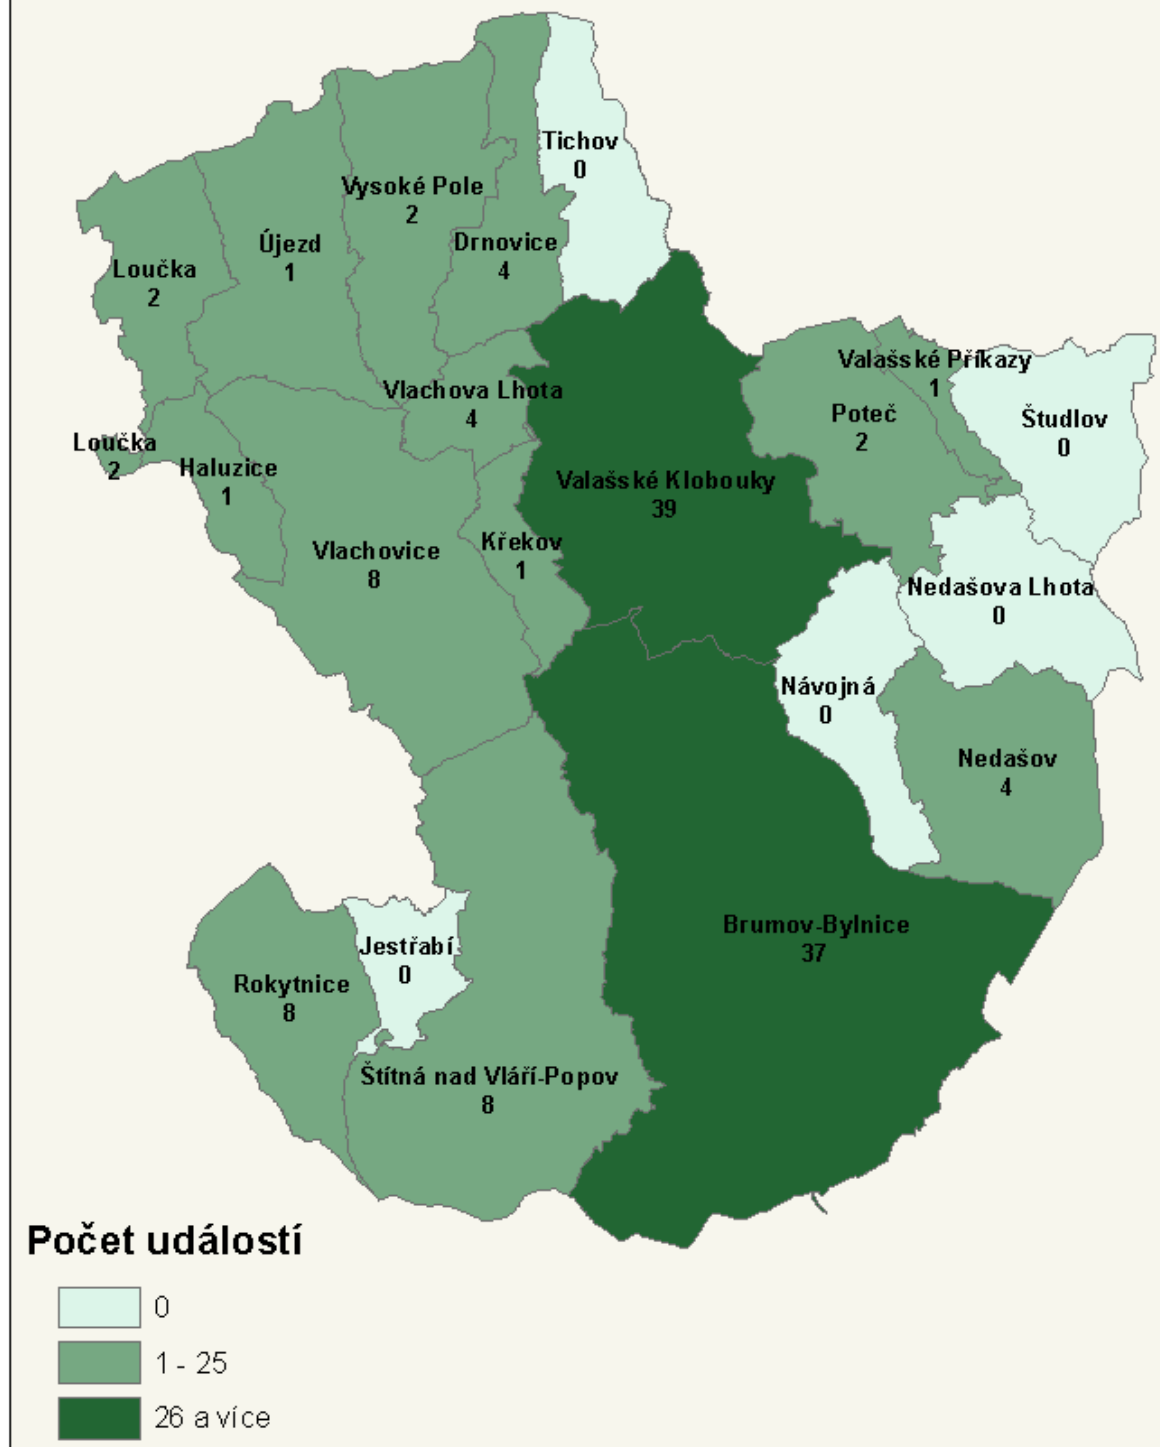 Tichov
0
Vysoké Pole
2
Drnovice
4
Újezd
1
Loučka
2
Valašské Příkazy
1
Vlachova Lhota
4
Poteč
2
Študlov
0
Loučka
2
Haluzice
1
Valašské Klobouky
39
Vlachovice
8
Křekov
1
Nedašova Lhota
0
Návojná
0
Nedašov
4
Brumov-Bylnice
37
Jestřabí
0
Rokytnice
8
Štítná nad Vláří-Popov
8
Počet událostí
0
1 - 25
26 a více